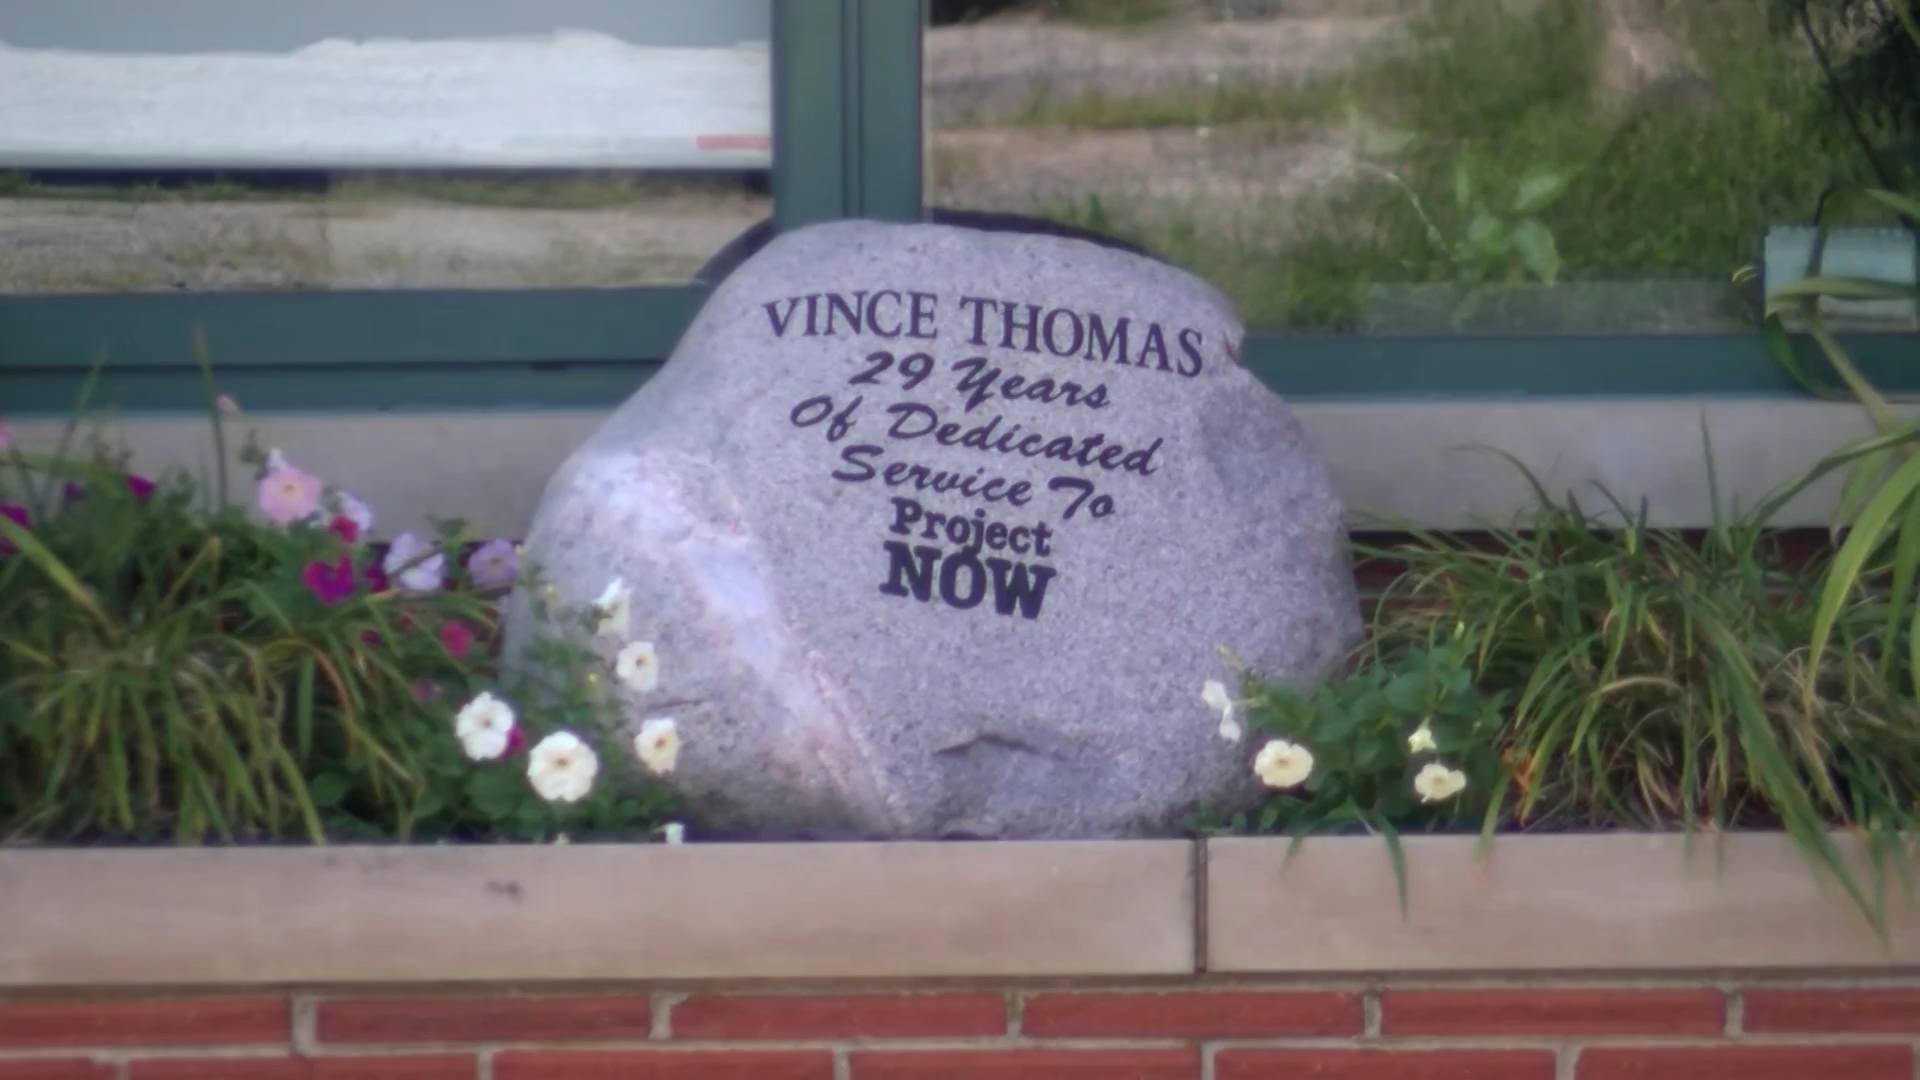 VINCE THOMAS
29 Years
Of Dedicated
Service To
Project
NOW